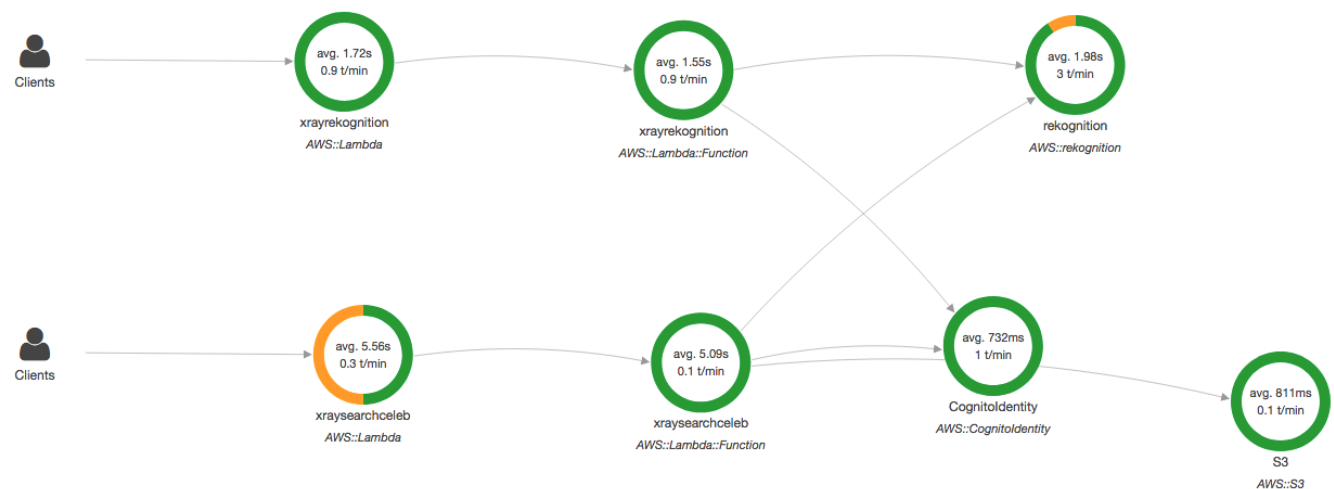 Clients
avg. 1.72s
0.9 t/min
xrayrekognition
AWS::Lambda
avg. 1.55s
0.9 t/min
xrayrekognition
AWS::Lambda::Function
avg. 1.98s
3 t/min
rekognition
AWS::rekognition
Clients
avg. 5.56s
0.3 t/min
xraysearchceleb
AWS::Lambda
avg. 5.09s
0.1 t/min
xraysearchceleb
AWS::Lambda::Function
avg. 732ms
1 t/min
CognitoIdentity
AWS::CognitoIdentity
avg. 811ms
0.1 t/min
S3
AWS::S3